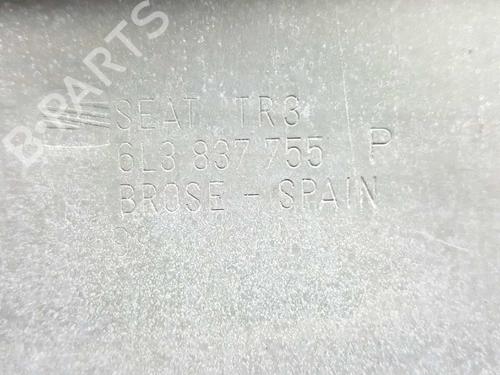 B-PARTS
SEAT TR3
6L3 837 755 P
BROSE - SPAIN